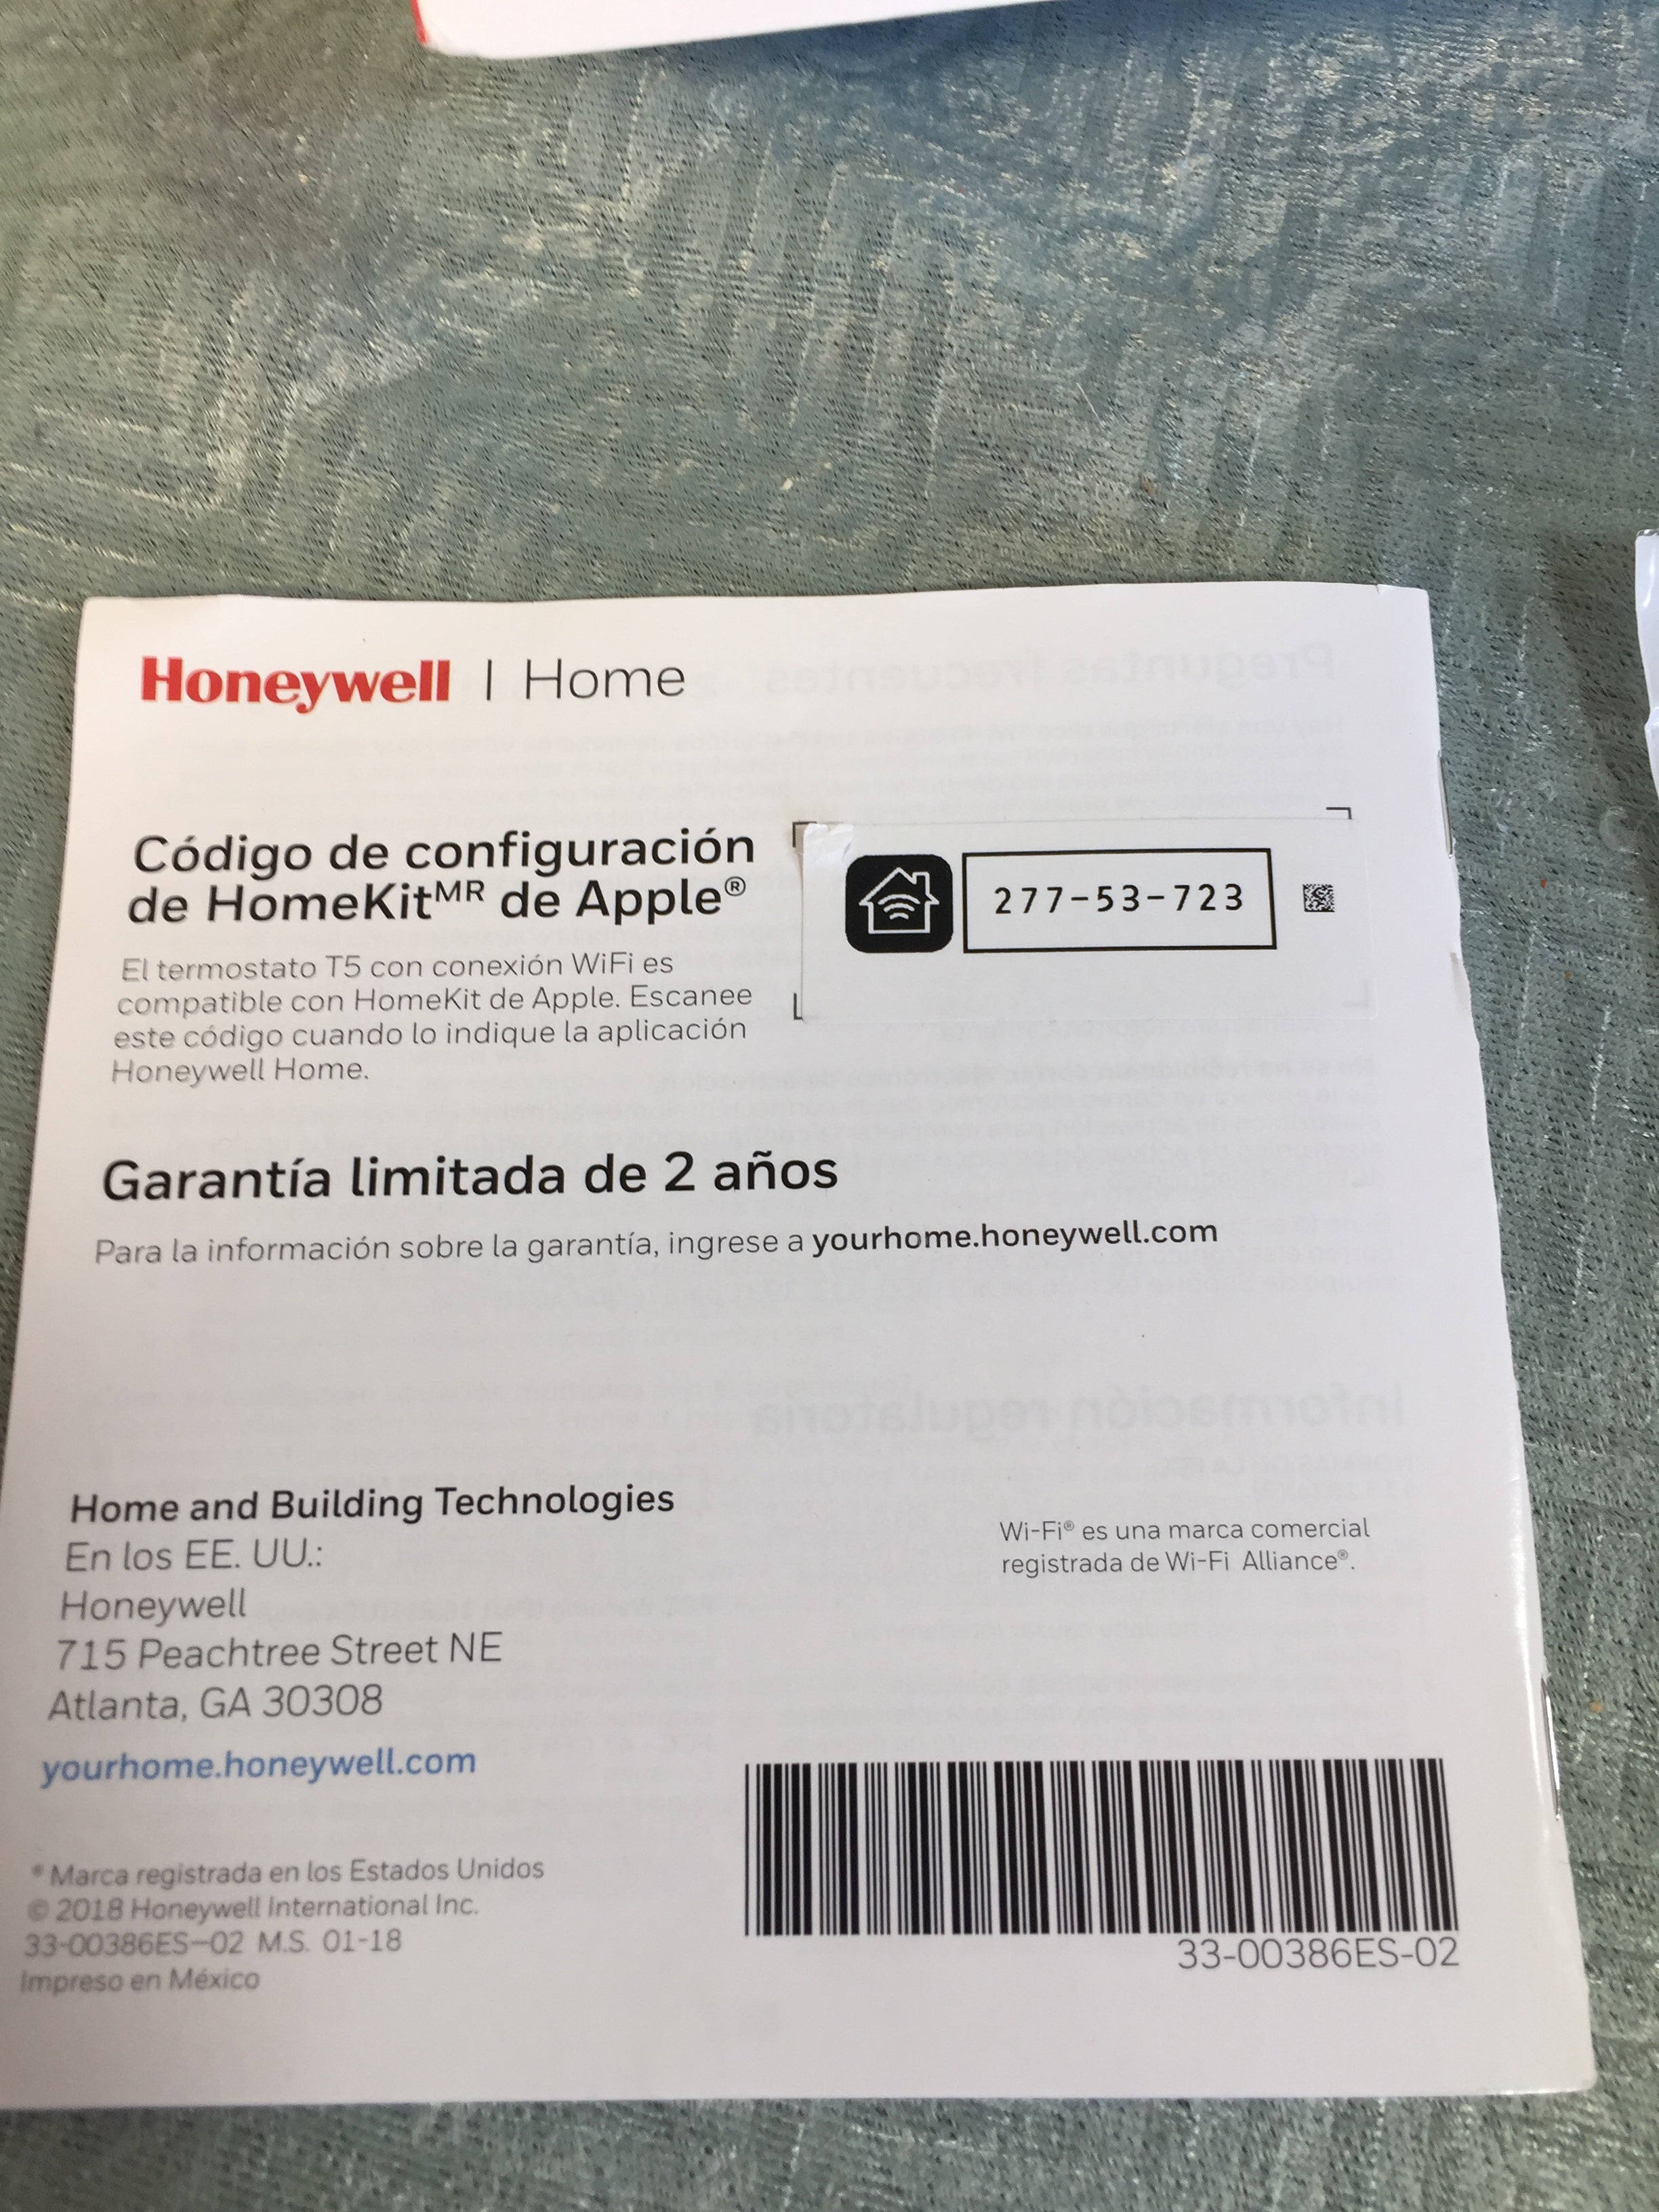 Honeywell | Home
Código de configuración
de HomeKitᴹᴿ de Apple®
277-53-723
El termostato T5 con conexión WiFi es
compatible con HomeKit de Apple. Escanee
este código cuando lo indique la aplicación
Honeywell Home.
Garantía limitada de 2 años
Para la información sobre la garantía, ingrese a yourhome.honeywell.com
Home and Building Technologies
En los EE. UU.:
Honeywell
715 Peachtree Street NE
Atlanta, GA 30308
yourhome.honeywell.com
Wi-Fi® es una marca comercial
registrada de Wi-Fi Alliance®.
® Marca registrada en los Estados Unidos
© 2018 Honeywell International Inc.
33-00386ES—02 M.S. 01-18
Impreso en México
33-00386ES-02
Preguntas frecuentes
Información regulatoria